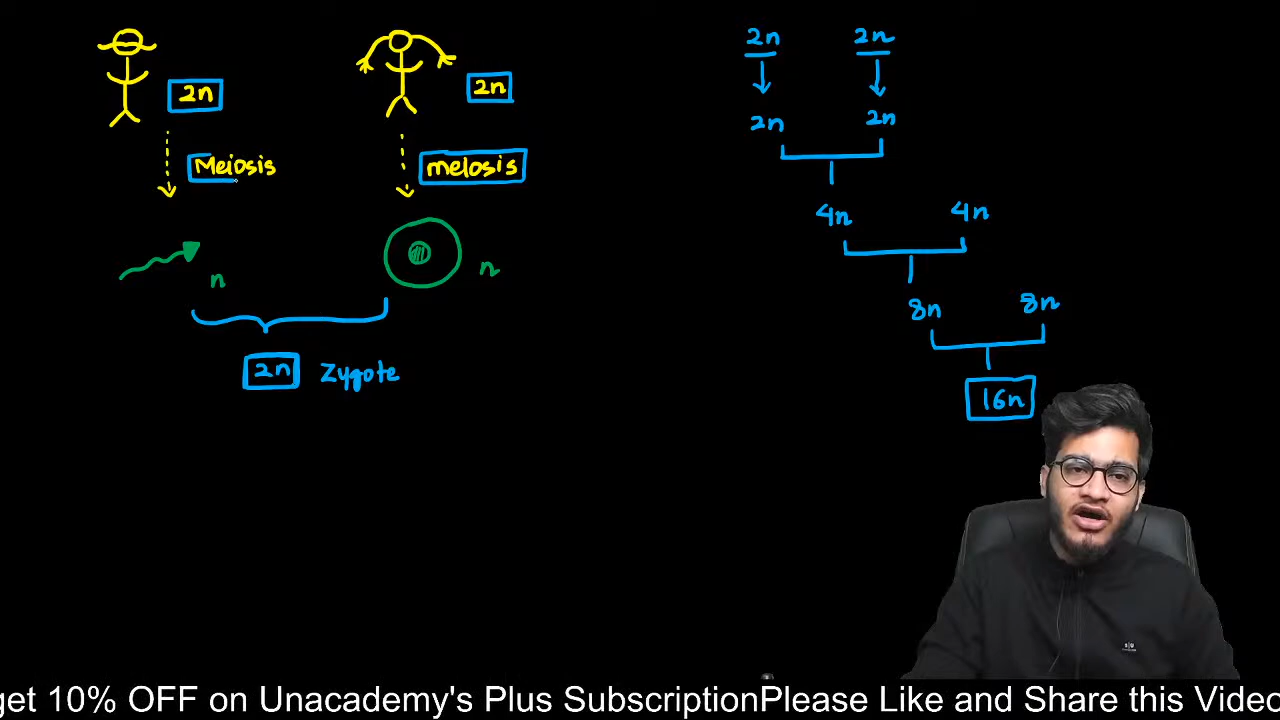 2n 2n
2n 2n
2n 2n
Meiosis meIosis
4n 4n
n n
8n 8n
2n Zygote
16n
get 10% OFF on Unacademy's Plus SubscriptionPlease Like and Share this Video